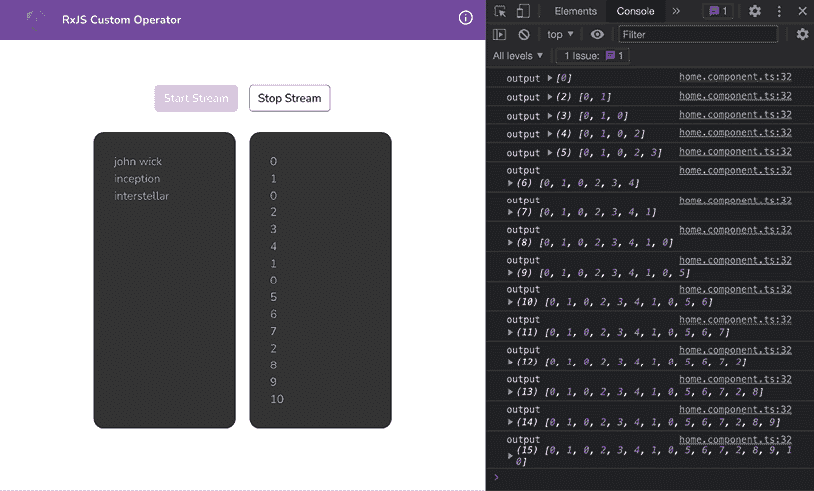 RxJS Custom Operator
Start Stream
Stop Stream
john wick
inception
interstellar
0
1
0
2
3
4
1
0
5
6
7
2
8
9
10
Elements Console » 1
top Filter
All levels 1 Issue: 1
output (1) [0] home.component.ts:32
output (2) [0, 1] home.component.ts:32
output (3) [0, 1, 0] home.component.ts:32
output (4) [0, 1, 0, 2] home.component.ts:32
output (5) [0, 1, 0, 2, 3] home.component.ts:32
output home.component.ts:32
(6) [0, 1, 0, 2, 3, 4]
output home.component.ts:32
(7) [0, 1, 0, 2, 3, 4, 1]
output home.component.ts:32
(8) [0, 1, 0, 2, 3, 4, 1, 0]
output home.component.ts:32
(9) [0, 1, 0, 2, 3, 4, 1, 0, 5]
output home.component.ts:32
(10) [0, 1, 0, 2, 3, 4, 1, 0, 5, 6]
output home.component.ts:32
(11) [0, 1, 0, 2, 3, 4, 1, 0, 5, 6, 7]
output home.component.ts:32
(12) [0, 1, 0, 2, 3, 4, 1, 0, 5, 6, 7, 2]
output home.component.ts:32
(13) [0, 1, 0, 2, 3, 4, 1, 0, 5, 6, 7, 2, 8]
output home.component.ts:32
(14) [0, 1, 0, 2, 3, 4, 1, 0, 5, 6, 7, 2, 8, 9]
output home.component.ts:32
(15) [0, 1, 0, 2, 3, 4, 1, 0, 5, 6, 7, 2, 8, 9, 1
0]